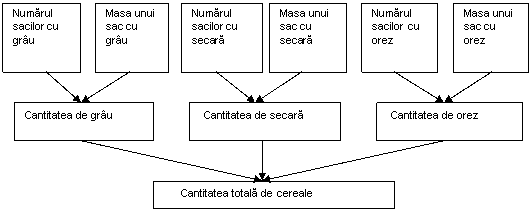 Numărul
sacilor cu
grâu
Masa unui
sac cu
grâu
Numărul
sacilor cu
secară
Masa unui
sac cu
secară
Numărul
sacilor cu
orez
Masa unui
sac cu
orez
Cantitatea de grâu
Cantitatea de secară
Cantitatea de orez
Cantitatea totală de cereale